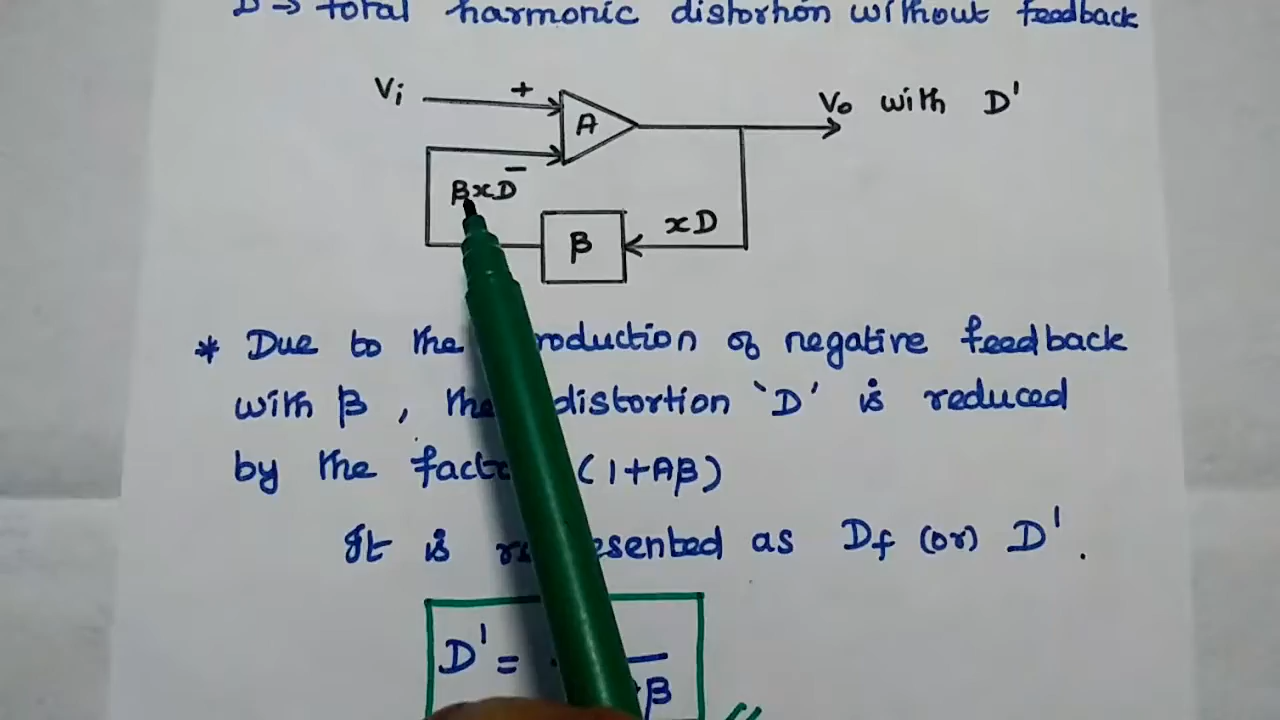 D → total harmonic distortion without feedback
Vi + A Vo with D'
−
βxD
β xD
* Due to the roduction of negative feedback
with β, the distortion 'D' is reduced
by the fact (1+Aβ)
It is esented as Df (or) D'.
D' = β